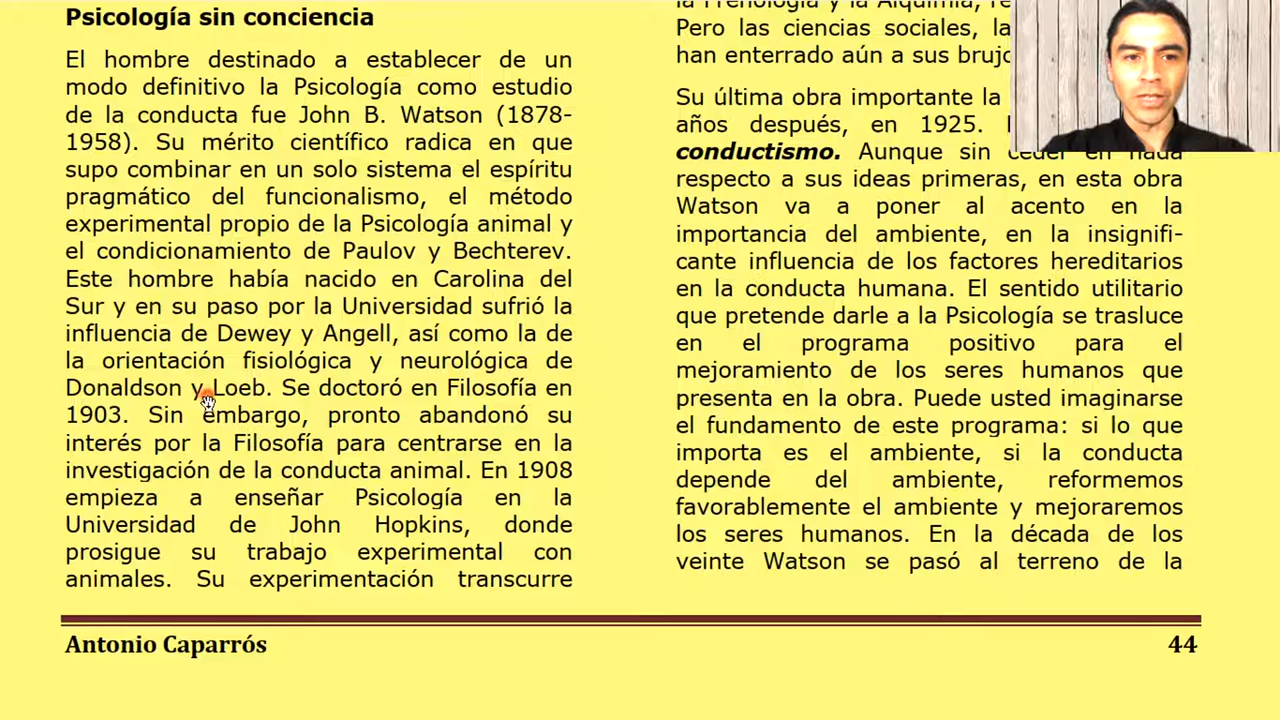 Psicología sin conciencia
El hombre destinado a establecer de un
modo definitivo la Psicología como estudio
de la conducta fue John B. Watson (1878-
1958). Su mérito científico radica en que
supo combinar en un solo sistema el espíritu
pragmático del funcionalismo, el método
experimental propio de la Psicología animal y
el condicionamiento de Paulov y Bechterev.
Este hombre había nacido en Carolina del
Sur y en su paso por la Universidad sufrió la
influencia de Dewey y Angell, así como la de
la orientación fisiológica y neurológica de
Donaldson y Loeb. Se doctoró en Filosofía en
1903. Sin embargo, pronto abandonó su
interés por la Filosofía para centrarse en la
investigación de la conducta animal. En 1908
empieza a enseñar Psicología en la
Universidad de John Hopkins, donde
prosigue su trabajo experimental con
animales. Su experimentación transcurre
la Frenología y la Alquimia,
Pero las ciencias sociales,
han enterrado aún a sus
Su última obra importante la
años después, en 1925.
conductismo. Aunque sin ceder en nada
respecto a sus ideas primeras, en esta obra
Watson va a poner al acento en la
importancia del ambiente, en la insignifi-
cante influencia de los factores hereditarios
en la conducta humana. El sentido utilitario
que pretende darle a la Psicología se trasluce
en el programa positivo para el
mejoramiento de los seres humanos que
presenta en la obra. Puede usted imaginarse
el fundamento de este programa: si lo que
importa es el ambiente, si la conducta
depende del ambiente, reformemos
favorablemente el ambiente y mejoraremos
los seres humanos. En la década de los
veinte Watson se pasó al terreno de la
Antonio Caparrós
44